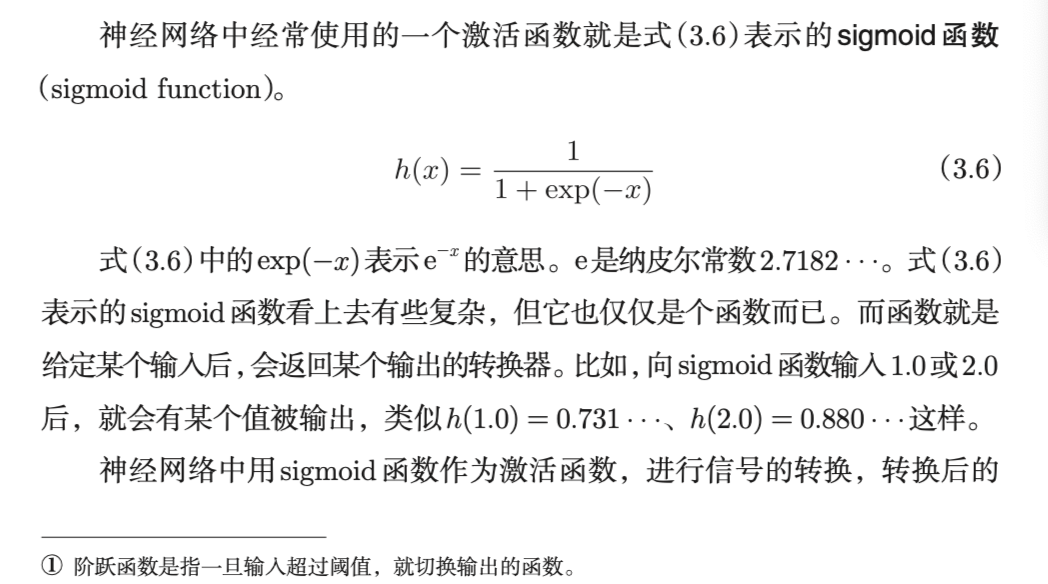 神经网络中经常使用的一个激活函数就是式(3.6)表示的sigmoid函数
(sigmoid function)。
h(x) = 1 / (1 + exp(−x)) (3.6)
式(3.6)中的exp(−x)表示e⁻ˣ的意思。e是纳皮尔常数2.7182···。式(3.6)
表示的sigmoid函数看上去有些复杂，但它也仅仅是个函数而已。而函数就是
给定某个输入后，会返回某个输出的转换器。比如，向sigmoid函数输入1.0或2.0
后，就会有某个值被输出，类似h(1.0) = 0.731···、h(2.0) = 0.880···这样。
神经网络中用sigmoid函数作为激活函数，进行信号的转换，转换后的
① 阶跃函数是指一旦输入超过阈值，就切换输出的函数。